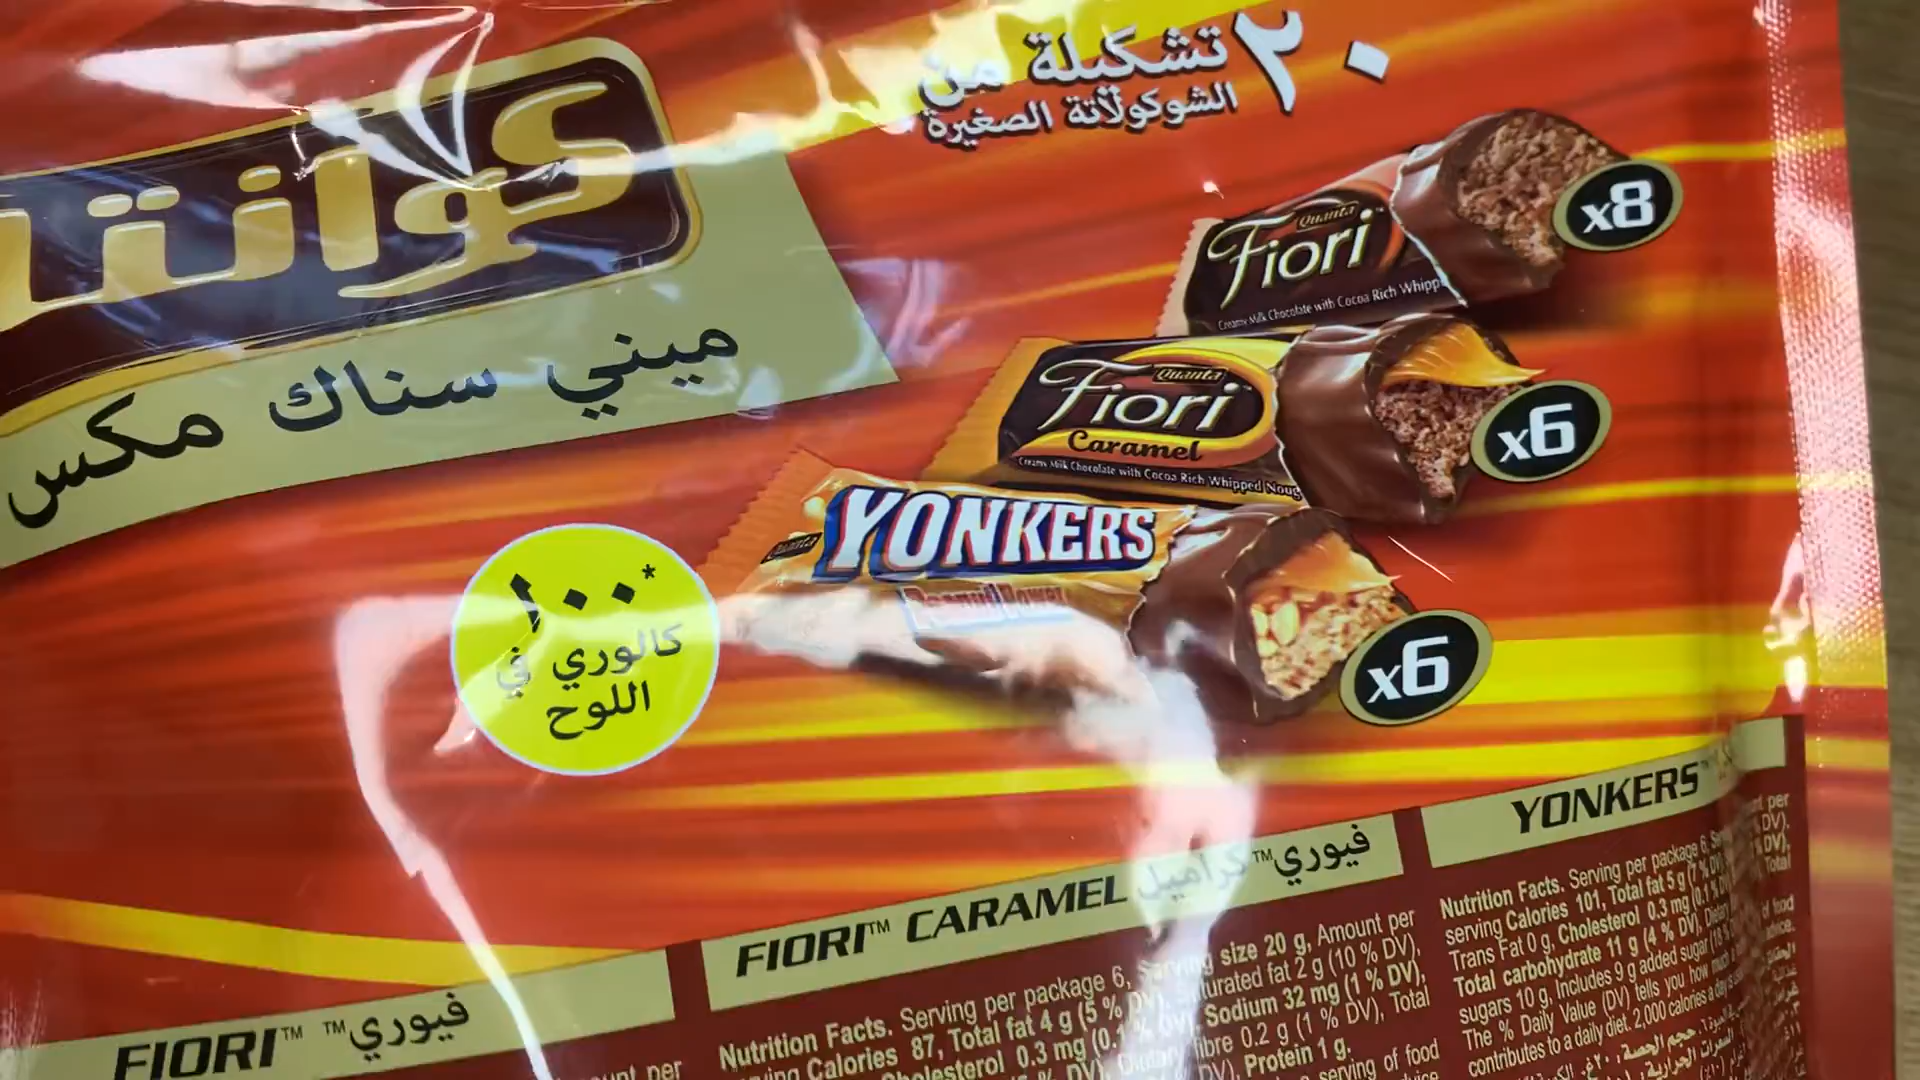 ٢٠ تشكيلة من
الشوكولاتة الصغيرة
كوانتا
ميني سناك مكس
Quanta
Fiori
Creamy Milk Chocolate with Cocoa Rich Whipp
x8
Quanta
Fiori
Caramel
Creamy Milk Chocolate with Cocoa Rich Whipped Noug
x6
Quanta
YONKERS
Peanut Power
x6
١٠٠*
كالوري في
اللوح
YONKERS™
Nutrition Facts. Serving per package 6,
serving Calories 101, Total fat 5 g (7 % DV)
Trans Fat 0 g, Cholesterol 0.3 mg (0.1 %
Total carbohydrate 11 g (4 % DV),
sugars 10 g, Includes 9 g added sugar
The % Daily Value (DV) tells you how
contributes to a daily diet. 2,000 calories a day
FIORI™ CARAMEL فيوري™ كراميل
Nutrition Facts. Serving per package 6, Serving size 20 g, Amount per
Calories 87, Total fat 4 g (5 % DV), Saturated fat 2 g (10 % DV),
Cholesterol 0.3 mg Sodium 32 mg (1 % DV),
fibre 0.2 g (1 % DV), Total
Protein 1 g.
serving of food
FIORI™ فيوري™